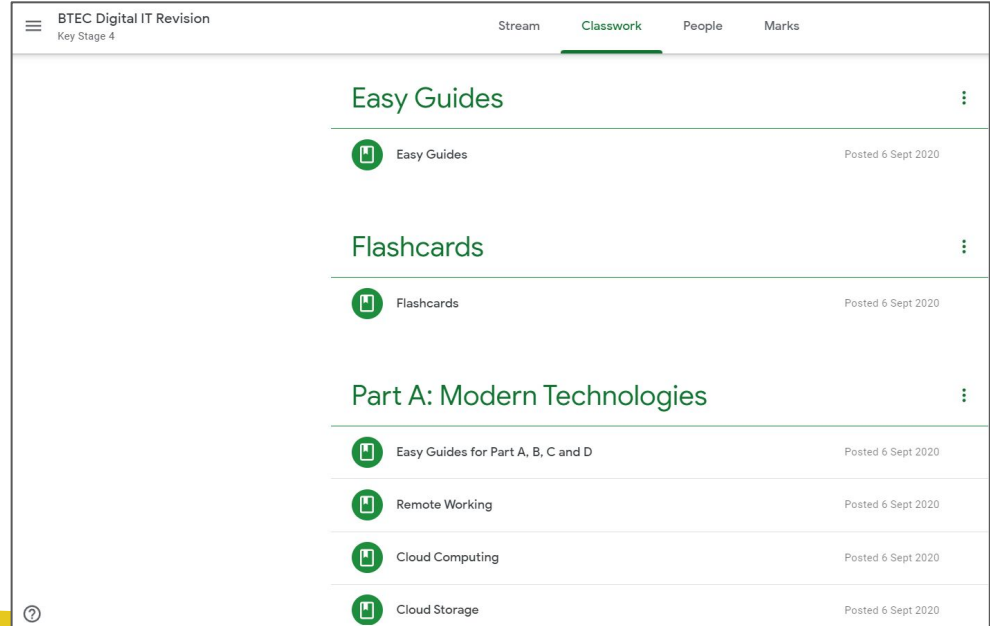 BTEC Digital IT Revision
Key Stage 4
Stream Classwork People Marks
Easy Guides
Easy Guides Posted 6 Sept 2020
Flashcards
Flashcards Posted 6 Sept 2020
Part A: Modern Technologies
Easy Guides for Part A, B, C and D Posted 6 Sept 2020
Remote Working Posted 6 Sept 2020
Cloud Computing Posted 6 Sept 2020
Cloud Storage Posted 6 Sept 2020